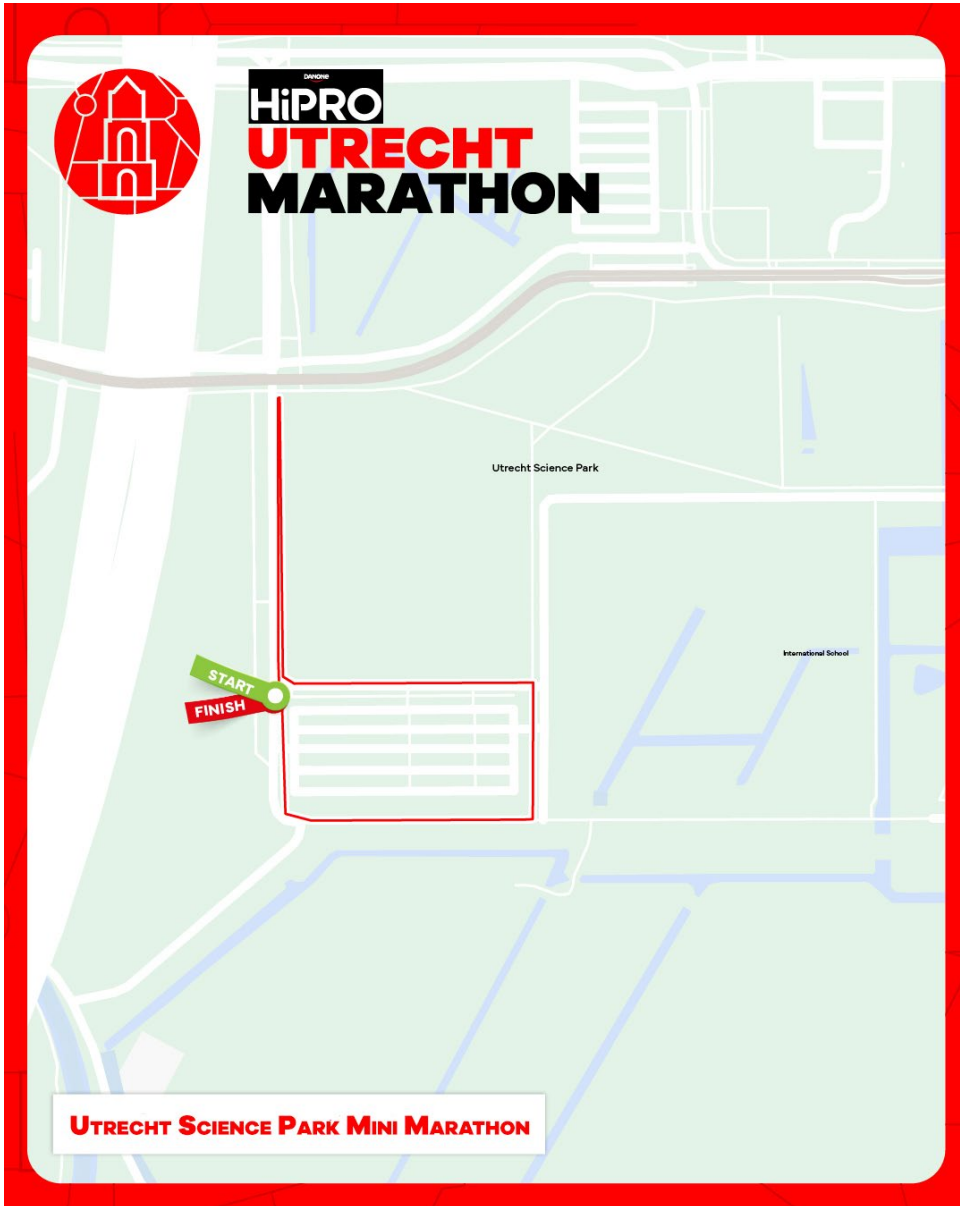 DANONE
HiPRO
UTRECHT
MARATHON
Utrecht Science Park
International School
START
FINISH
UTRECHT SCIENCE PARK MINI MARATHON